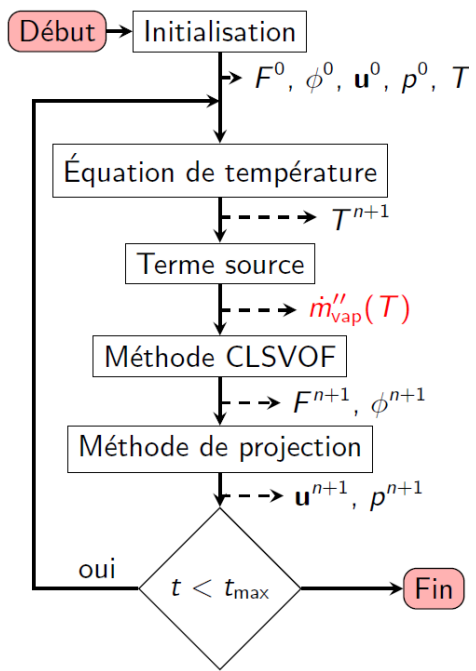 Début Initialisation
F⁰, ϕ⁰, u⁰, p⁰, T
Équation de température
Tⁿ⁺¹
Terme source
ṁ″vap(T)
Méthode CLSVOF
Fⁿ⁺¹, ϕⁿ⁺¹
Méthode de projection
uⁿ⁺¹, pⁿ⁺¹
oui t < tmax Fin